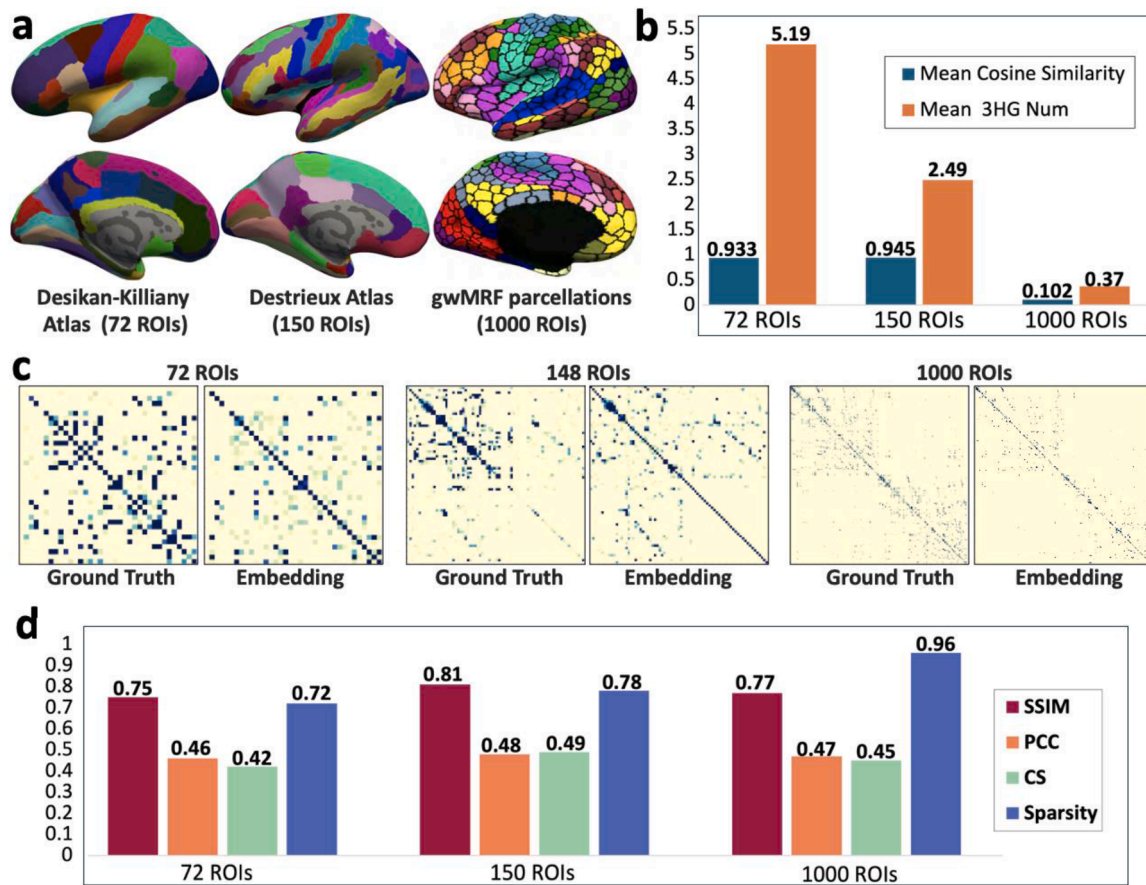 a
Desikan-Killiany
Atlas (72 ROIs)
Destrieux Atlas
(150 ROIs)
gwMRF parcellations
(1000 ROIs)
b
5.5
5
4.5
4
3.5
3
2.5
2
1.5
1
0.5
0
Mean Cosine Similarity
Mean 3HG Num
0.933
5.19
0.945
2.49
0.102
0.37
72 ROIs
150 ROIs
1000 ROIs
c
72 ROIs
148 ROIs
1000 ROIs
Ground Truth
Embedding
Ground Truth
Embedding
Ground Truth
Embedding
d
1
0.9
0.8
0.7
0.6
0.5
0.4
0.3
0.2
0.1
0
0.75
0.46
0.42
0.72
0.81
0.48
0.49
0.78
0.77
0.47
0.45
0.96
SSIM
PCC
CS
Sparsity
72 ROIs
150 ROIs
1000 ROIs